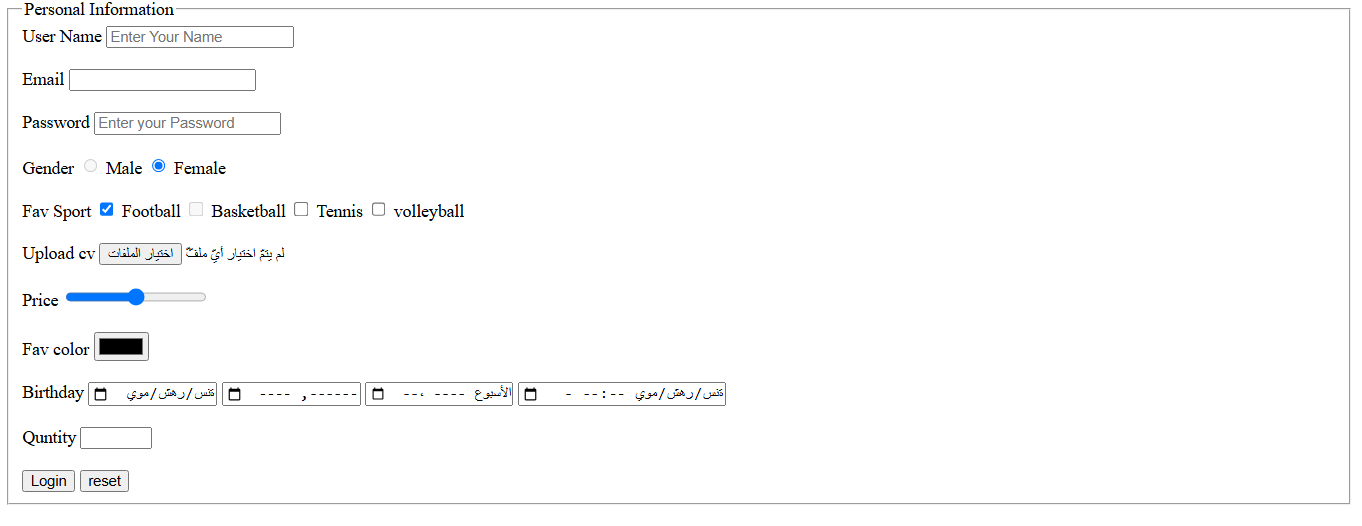 Personal Information
User Name Enter Your Name
Email
Password Enter your Password
Gender Male Female
Fav Sport Football Basketball Tennis volleyball
Upload cv اختيار الملفات لم يتمّ اختيار أيّ ملفّ
Price
Fav color
Birthday يوم/شهر/سنة ------, ---- الأسبوع ----، -- يوم/شهر/سنة --:-- -
Quntity
Login reset